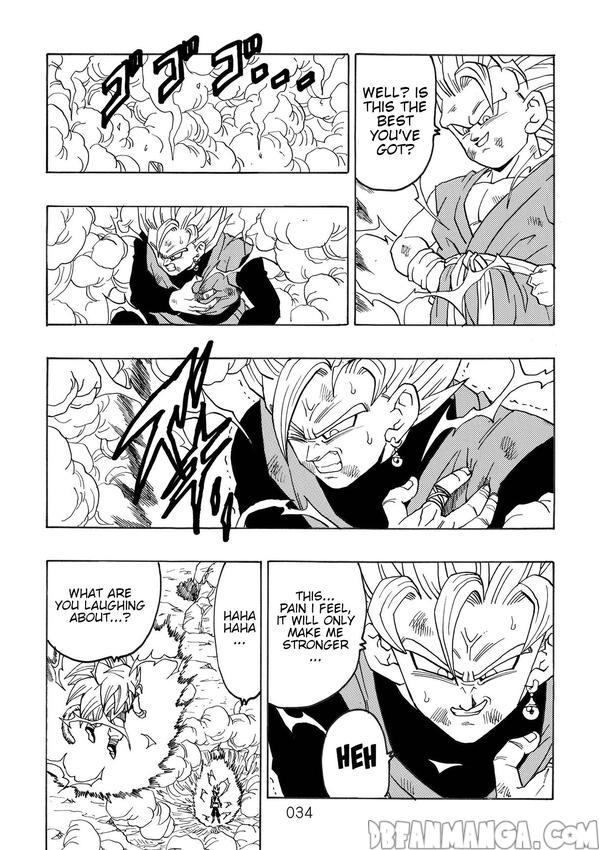 WELL? IS
THIS THE
BEST
YOU'VE
GOT?
ゴゴゴ...
THIS...
PAIN I FEEL,
IT WILL ONLY
MAKE ME
STRONGER
...
HEH
HAHA
HAHA
...
WHAT ARE
YOU LAUGHING
ABOUT...?
034
DBFANMANGA.COM